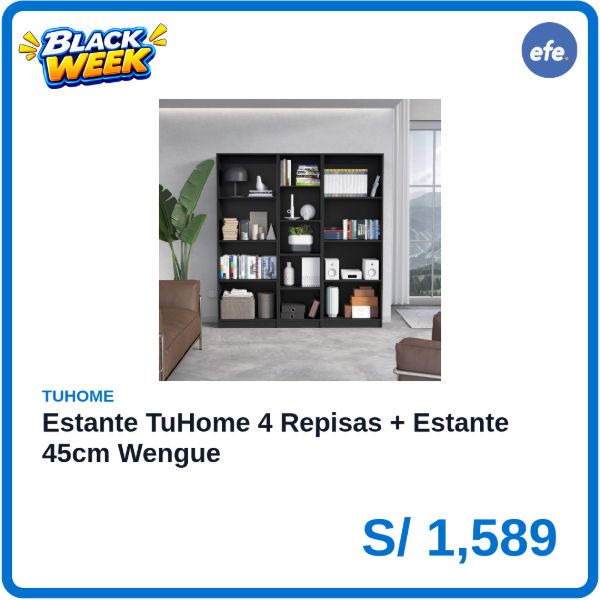 BLACK
WEEK
efe.
TUHOME
Estante TuHome 4 Repisas + Estante
45cm Wengue
S/ 1,589